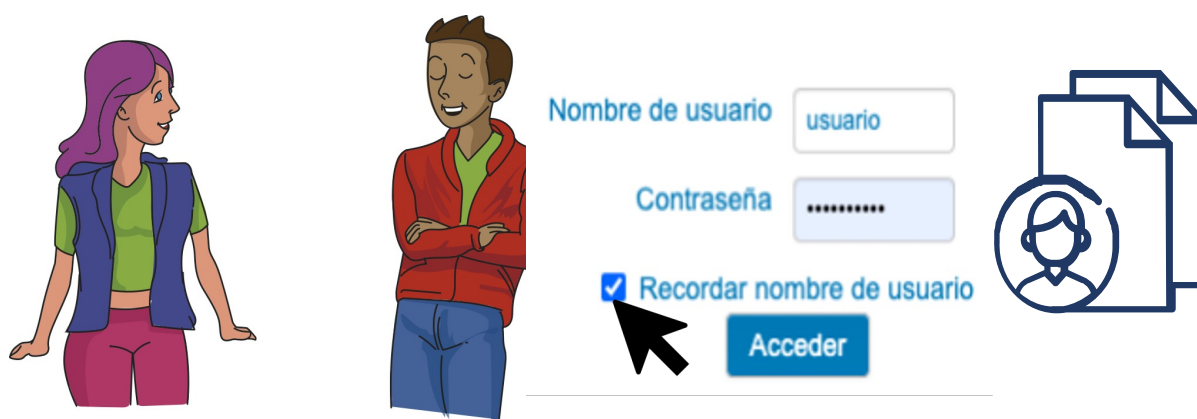 Nombre de usuario
usuario
Contraseña
••••••••••
Recordar nombre de usuario
Acceder